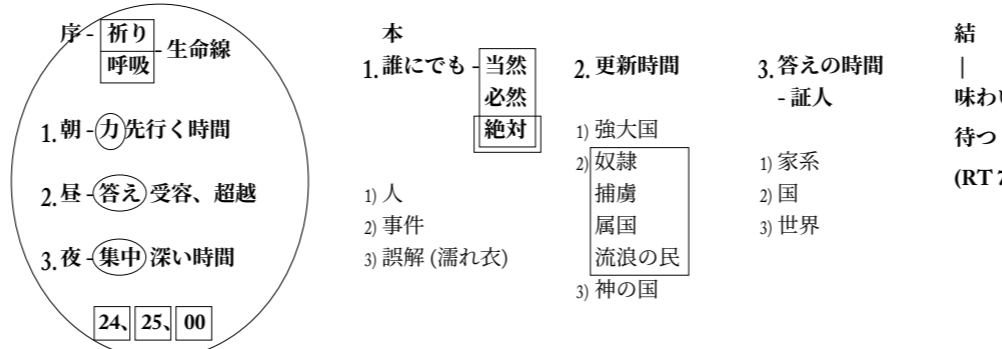 序 - 祈り
呼吸 - 生命線
1. 朝 - 力 先行く時間
2. 昼 - 答え 受容、超越
3. 夜 - 集中 深い時間
24、 25、 00
本
1. 誰にでも - 当然
必然
絶対
1) 人
2) 事件
3) 誤解 (濡れ衣)
2. 更新時間
1) 強大国
2) 奴隷
捕虜
属国
流浪の民
3) 神の国
3. 答えの時間
- 証人
1) 家系
2) 国
3) 世界
結
|
味わ
待つ
(RT 7